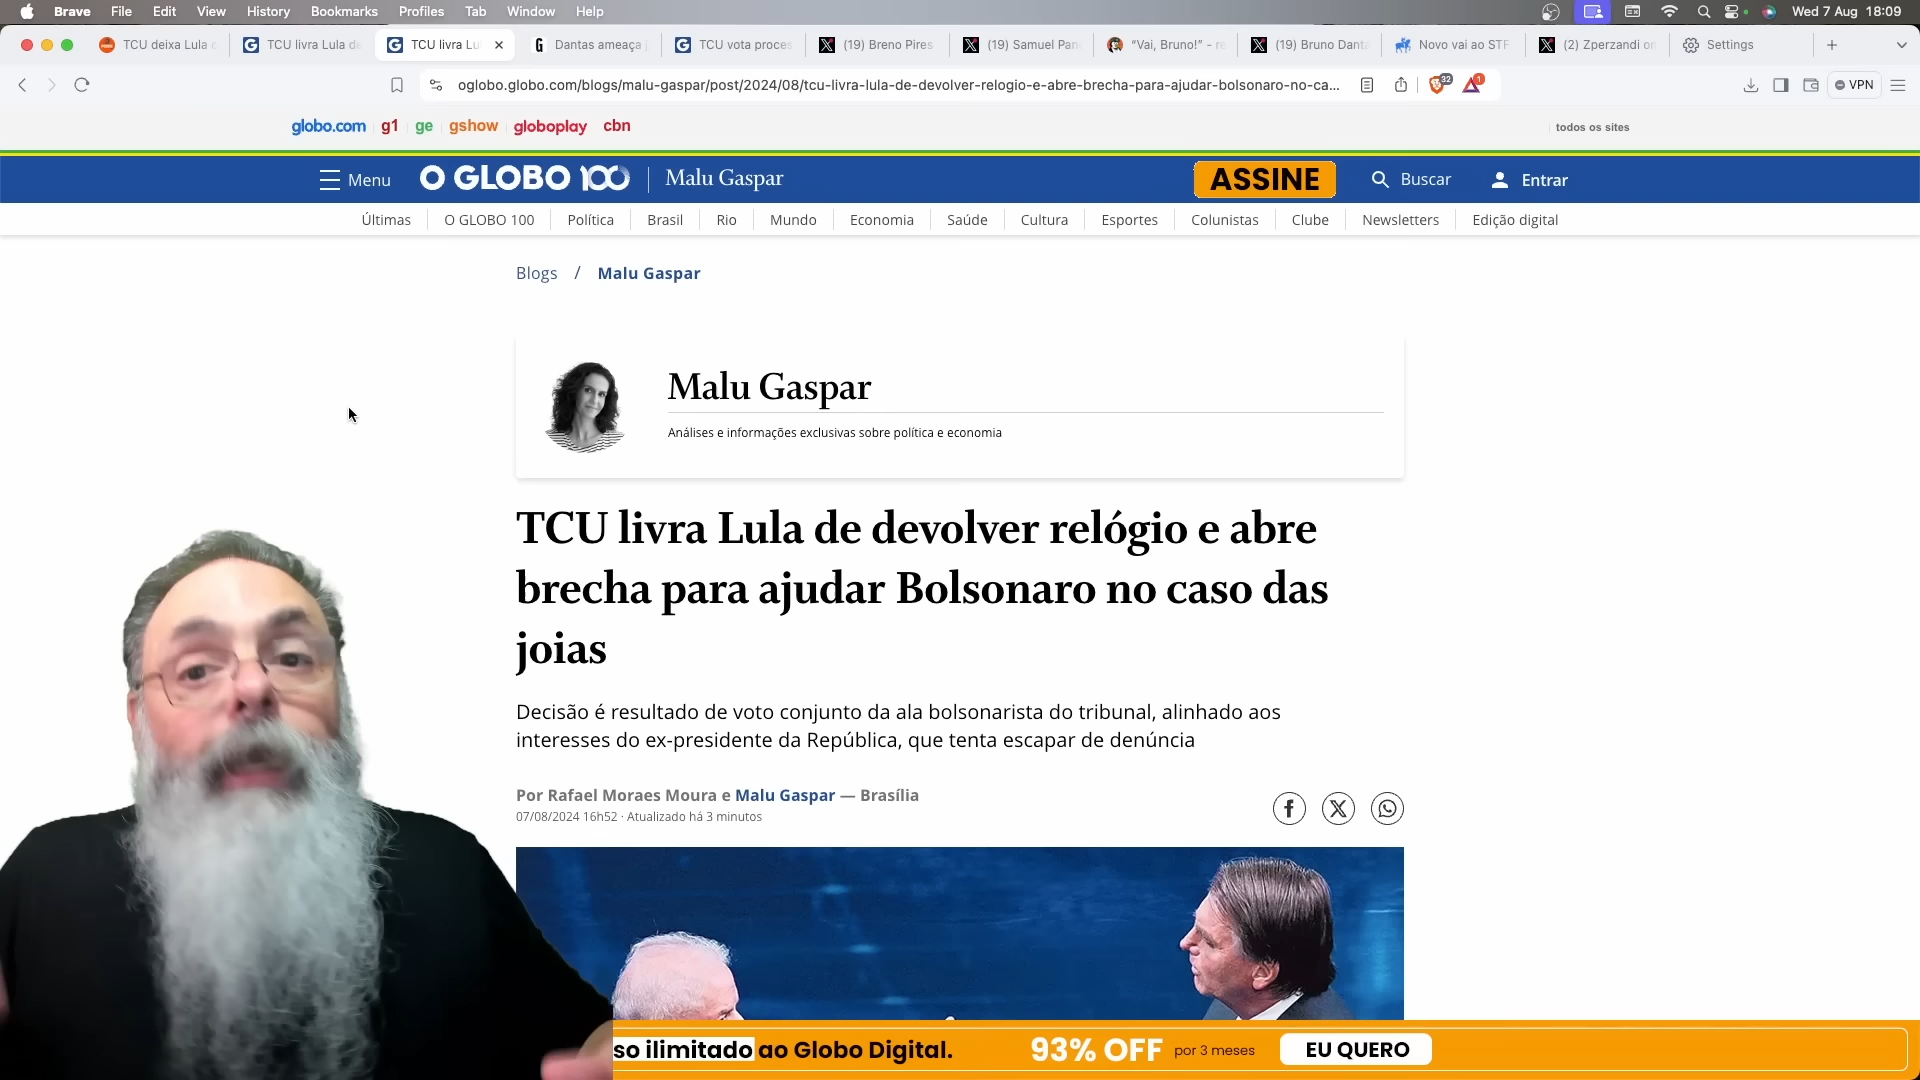 Brave File Edit View History Bookmarks Profiles Tab Window Help Wed 7 Aug 18:09
TCU deixa Lula TCU livra Lula de TCU livra Lu Dantas ameaça TCU vota proces (19) Breno Pires (19) Samuel Pan "Vai, Bruno!" - re (19) Bruno Danta Novo vai ao STF (2) Zperzandi on Settings
oglobo.globo.com/blogs/malu-gaspar/post/2024/08/tcu-livra-lula-de-devolver-relogio-e-abre-brecha-para-ajudar-bolsonaro-no-ca... 32 1 VPN
globo.com g1 ge gshow globoplay cbn todos os sites
Menu O GLOBO 100 Malu Gaspar ASSINE Buscar Entrar
Últimas O GLOBO 100 Política Brasil Rio Mundo Economia Saúde Cultura Esportes Colunistas Clube Newsletters Edição digital
Blogs / Malu Gaspar
Malu Gaspar
Análises e informações exclusivas sobre política e economia
TCU livra Lula de devolver relógio e abre
brecha para ajudar Bolsonaro no caso das
joias
Decisão é resultado de voto conjunto da ala bolsonarista do tribunal, alinhado aos
interesses do ex-presidente da República, que tenta escapar de denúncia
Por Rafael Moraes Moura e Malu Gaspar — Brasília
07/08/2024 16h52 · Atualizado há 3 minutos
so ilimitado ao Globo Digital. 93% OFF por 3 meses EU QUERO